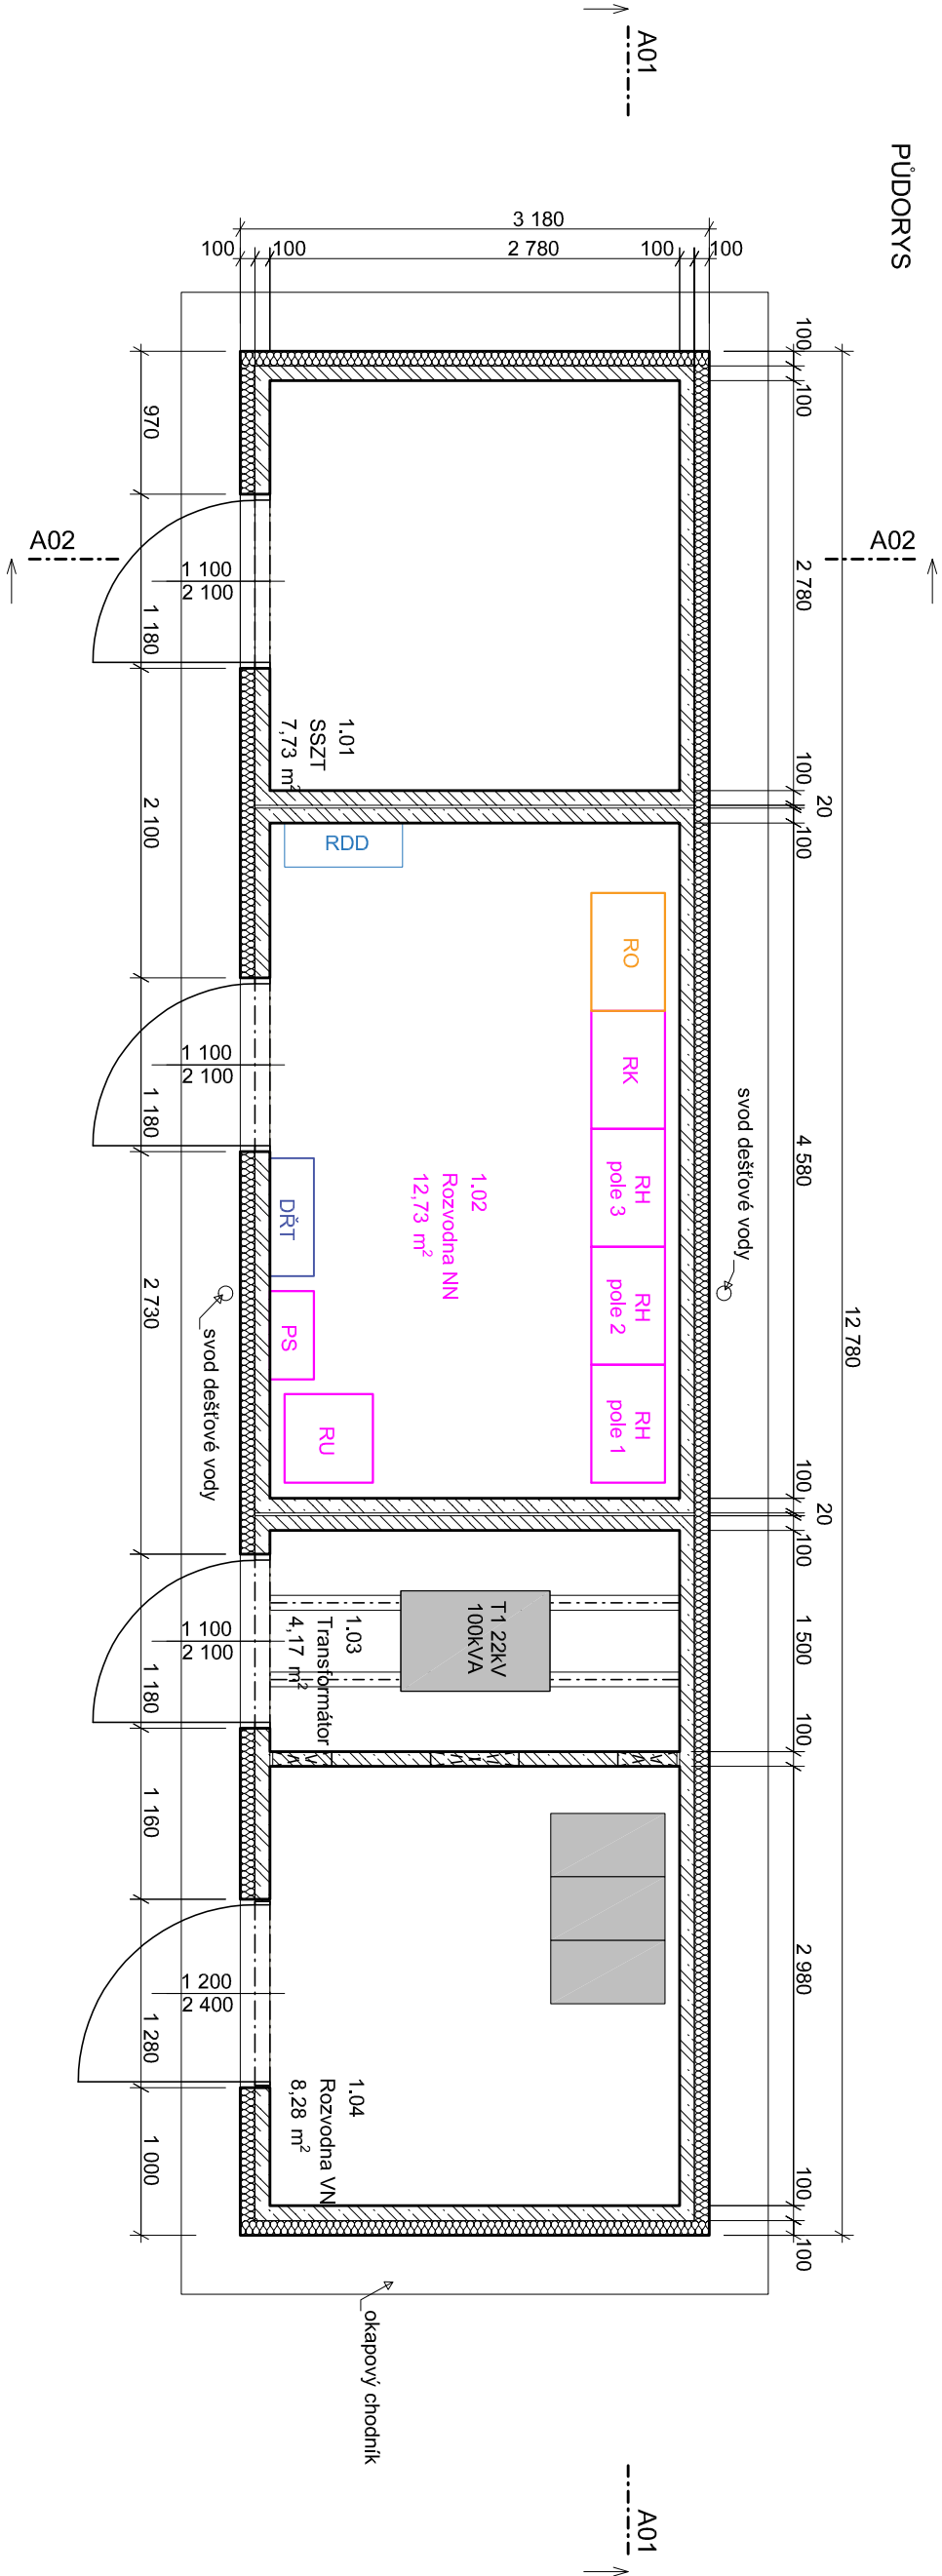 PŮDORYS
A01
3 180
100
100
2 780
100
100
100
100
2 780
100
20
100
4 580
100
20
100
1 500
100
2 980
100
100
12 780
A02
A02
970
1 180
2 100
1 180
2 730
1 180
1 160
1 280
1 000
1 100
2 100
1 100
2 100
1 100
2 100
1 200
2 400
1.01
SSZT
7,73 m²
RDD
RO
RK
RH
pole 3
RH
pole 2
RH
pole 1
1.02
Rozvodna NN
12,73 m²
DŘT
PS
RU
svod dešťové vody
svod dešťové vody
T1 22kV
100kVA
1.03
Transformátor
4,17 m²
1.04
Rozvodna VN
8,28 m²
okapový chodník
A01